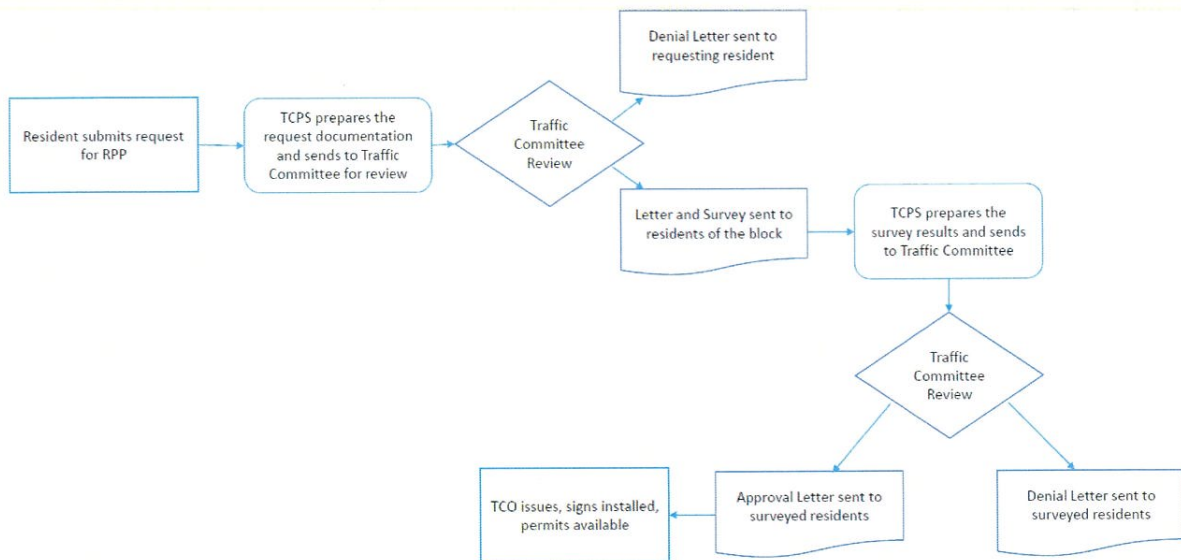 Denial Letter sent to
requesting resident
Resident submits request
for RPP
TCPS prepares the
request documentation
and sends to Traffic
Committee for review
Traffic
Committee
Review
Letter and Survey sent to
residents of the block
TCPS prepares the
survey results and sends
to Traffic Committee
Traffic
Committee
Review
TCO issues, signs installed,
permits available
Approval Letter sent to
surveyed residents
Denial Letter sent to
surveyed residents